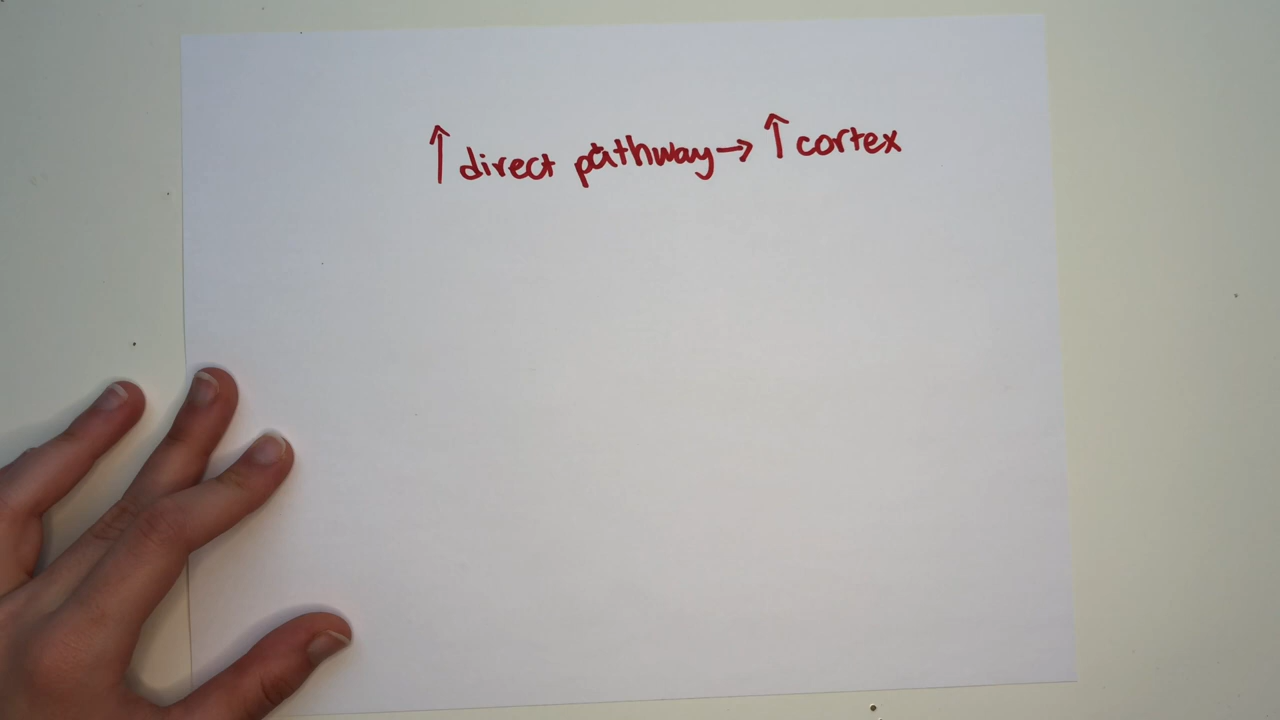 ↑ direct pathway → ↑ cortex